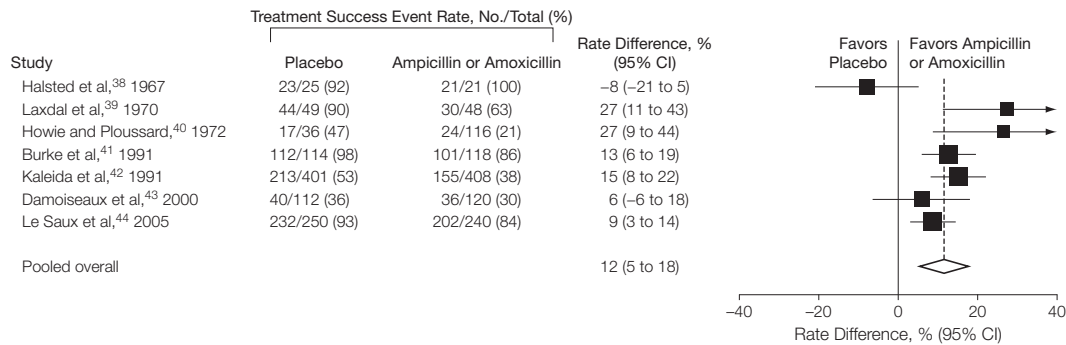 Treatment Success Event Rate, No./Total (%)
Study Placebo Ampicillin or Amoxicillin Rate Difference, % (95% CI) Favors Placebo Favors Ampicillin or Amoxicillin
Halsted et al,38 1967 23/25 (92) 21/21 (100) −8 (−21 to 5)
Laxdal et al,39 1970 44/49 (90) 30/48 (63) 27 (11 to 43)
Howie and Ploussard,40 1972 17/36 (47) 24/116 (21) 27 (9 to 44)
Burke et al,41 1991 112/114 (98) 101/118 (86) 13 (6 to 19)
Kaleida et al,42 1991 213/401 (53) 155/408 (38) 15 (8 to 22)
Damoiseaux et al,43 2000 40/112 (36) 36/120 (30) 6 (−6 to 18)
Le Saux et al,44 2005 232/250 (93) 202/240 (84) 9 (3 to 14)
Pooled overall 12 (5 to 18)
−40 −20 0 20 40
Rate Difference, % (95% CI)